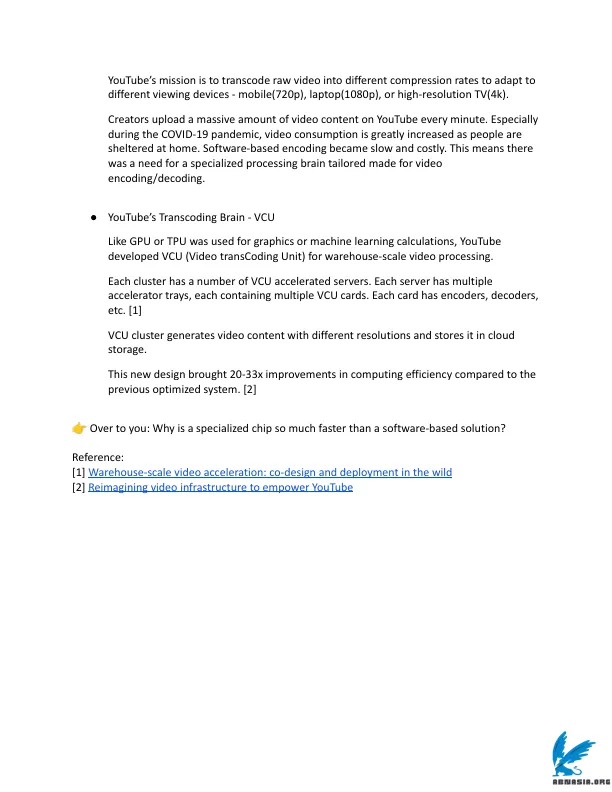 YouTube’s mission is to transcode raw video into different compression rates to adapt to
different viewing devices - mobile(720p), laptop(1080p), or high-resolution TV(4k).
Creators upload a massive amount of video content on YouTube every minute. Especially
during the COVID-19 pandemic, video consumption is greatly increased as people are
sheltered at home. Software-based encoding became slow and costly. This means there
was a need for a specialized processing brain tailored made for video
encoding/decoding.
● YouTube’s Transcoding Brain - VCU
Like GPU or TPU was used for graphics or machine learning calculations, YouTube
developed VCU (Video transCoding Unit) for warehouse-scale video processing.
Each cluster has a number of VCU accelerated servers. Each server has multiple
accelerator trays, each containing multiple VCU cards. Each card has encoders, decoders,
etc. [1]
VCU cluster generates video content with different resolutions and stores it in cloud
storage.
This new design brought 20-33x improvements in computing efficiency compared to the
previous optimized system. [2]
👉 Over to you: Why is a specialized chip so much faster than a software-based solution?
Reference:
[1] Warehouse-scale video acceleration: co-design and deployment in the wild
[2] Reimagining video infrastructure to empower YouTube
ABNASIA.ORG